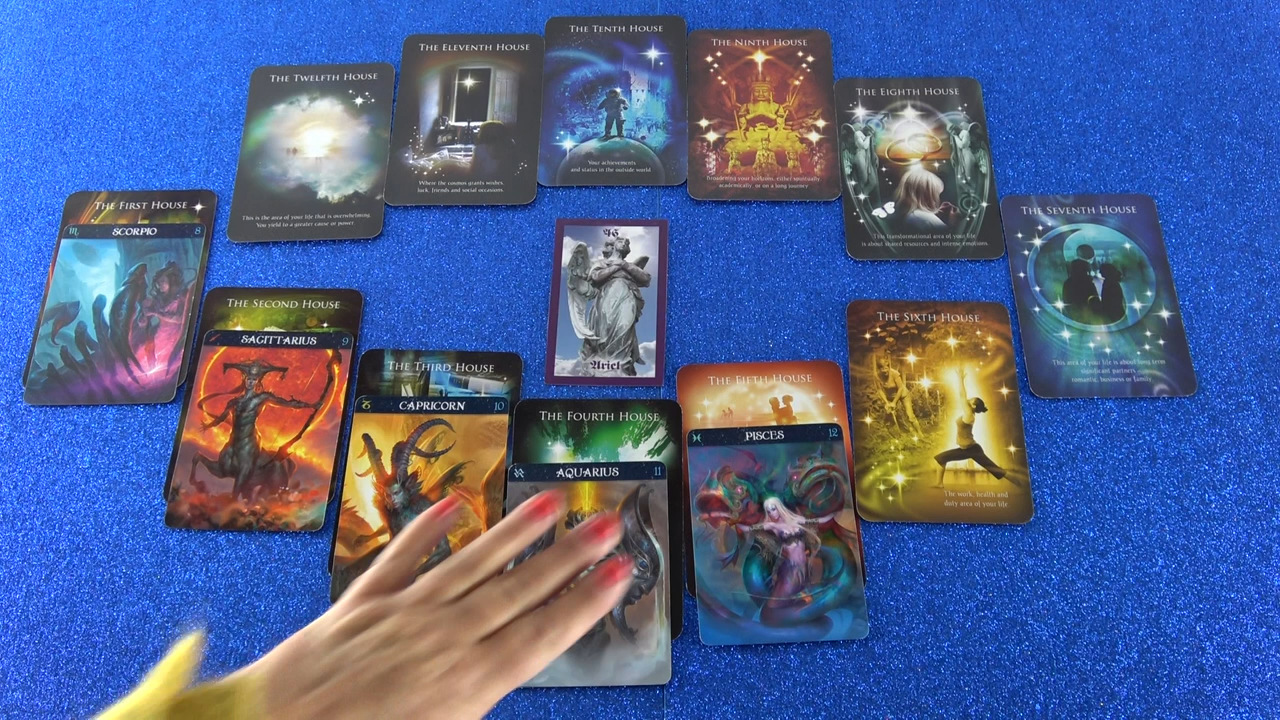 THE TENTH HOUSE
Your achievements
and status in the outside world
THE ELEVENTH HOUSE
Where the cosmos grants wishes,
luck, friends and social occasions.
THE NINTH HOUSE
Broadening your horizons, either spiritually,
academically, or on a long journey
THE TWELFTH HOUSE
This is the area of your life that is overwhelming.
You yield to a greater cause or power.
THE EIGHTH HOUSE
This transformational area of your life
is about shared resources and intense emotions.
THE FIRST HOUSE
SCORPIO 8
THE SEVENTH HOUSE
This area of your life is about long term
significant partners
romantic, business or family
46
Ariel
THE SECOND HOUSE
SAGITTARIUS 9
THE SIXTH HOUSE
The work, health and
duty area of your life
THE THIRD HOUSE
CAPRICORN 10
THE FOURTH HOUSE
AQUARIUS 11
THE FIFTH HOUSE
PISCES 12